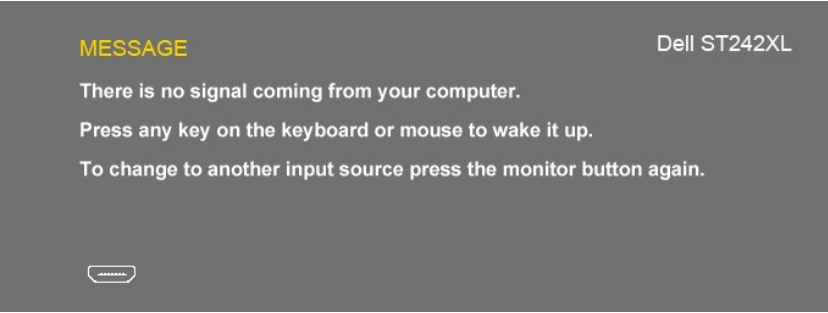 MESSAGE
Dell ST242XL
There is no signal coming from your computer.
Press any key on the keyboard or mouse to wake it up.
To change to another input source press the monitor button again.